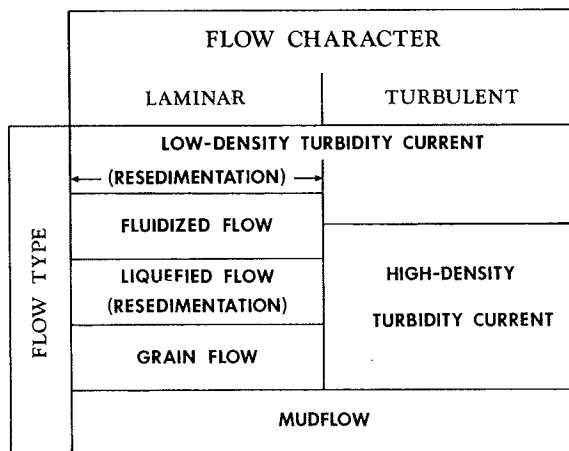 FLOW CHARACTER
LAMINAR
TURBULENT
FLOW TYPE
LOW-DENSITY TURBIDITY CURRENT
(RESEDIMENTATION)
FLUIDIZED FLOW
LIQUEFIED FLOW
(RESEDIMENTATION)
GRAIN FLOW
HIGH-DENSITY
TURBIDITY CURRENT
MUDFLOW